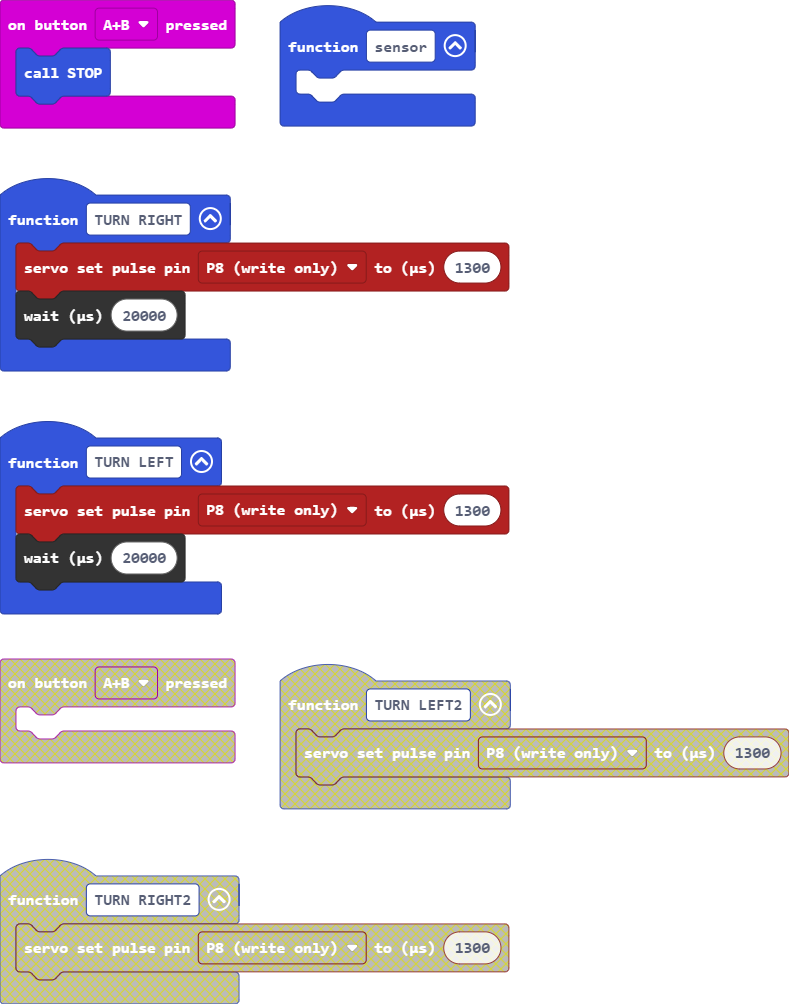 on button A+B pressed
call STOP
function sensor
function TURN RIGHT
servo set pulse pin P8 (write only) to (µs) 1300
wait (µs) 20000
function TURN LEFT
servo set pulse pin P8 (write only) to (µs) 1300
wait (µs) 20000
on button A+B pressed
function TURN LEFT2
servo set pulse pin P8 (write only) to (µs) 1300
function TURN RIGHT2
servo set pulse pin P8 (write only) to (µs) 1300